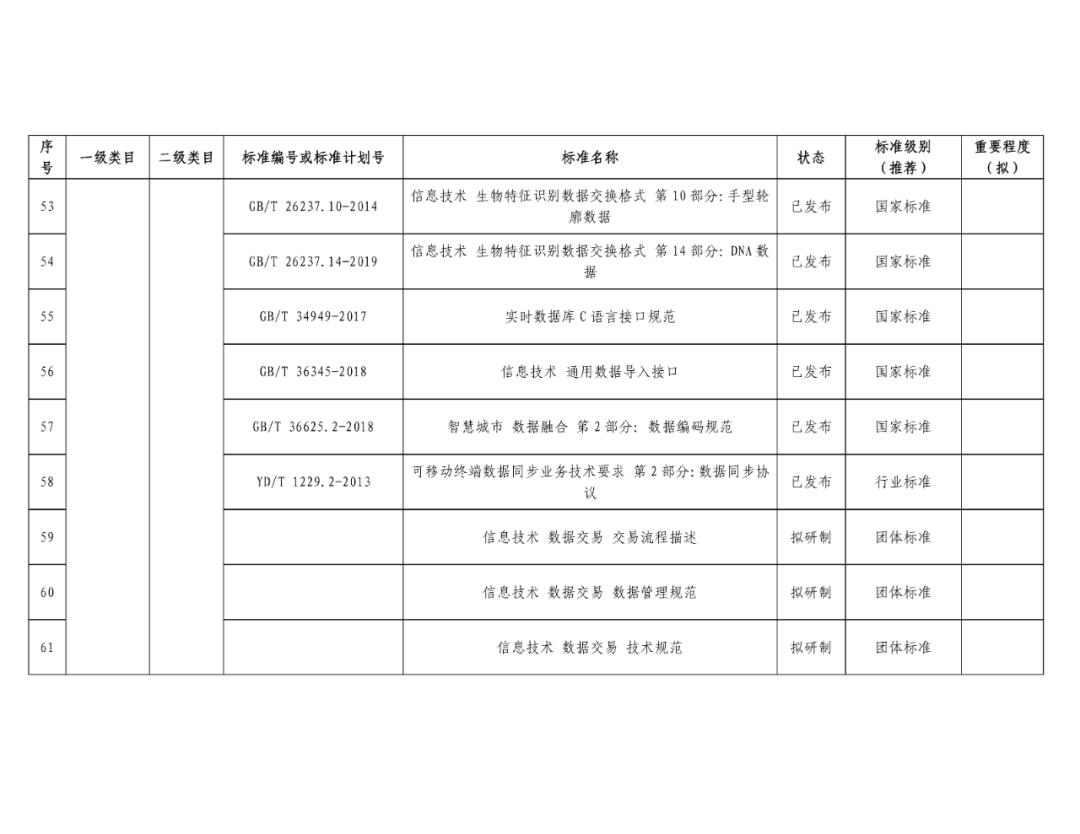 序号 一级类目 二级类目 标准编号或标准计划号 标准名称 状态 标准级别（推荐） 重要程度（拟）
53 GB/T 26237.10-2014 信息技术 生物特征识别数据交换格式 第 10 部分：手型轮
廓数据 已发布 国家标准
54 GB/T 26237.14-2019 信息技术 生物特征识别数据交换格式 第 14 部分： DNA 数
据 已发布 国家标准
55 GB/T 34949-2017 实时数据库 C 语言接口规范 已发布 国家标准
56 GB/T 36345-2018 信息技术 通用数据导入接口 已发布 国家标准
57 GB/T 36625.2-2018 智慧城市 数据融合 第 2 部分： 数据编码规范 已发布 国家标准
58 YD/T 1229.2-2013 可移动终端数据同步业务技术要求 第 2 部分：数据同步协
议 已发布 行业标准
59 信息技术 数据交易 交易流程描述 拟研制 团体标准
60 信息技术 数据交易 数据管理规范 拟研制 团体标准
61 信息技术 数据交易 技术规范 拟研制 团体标准